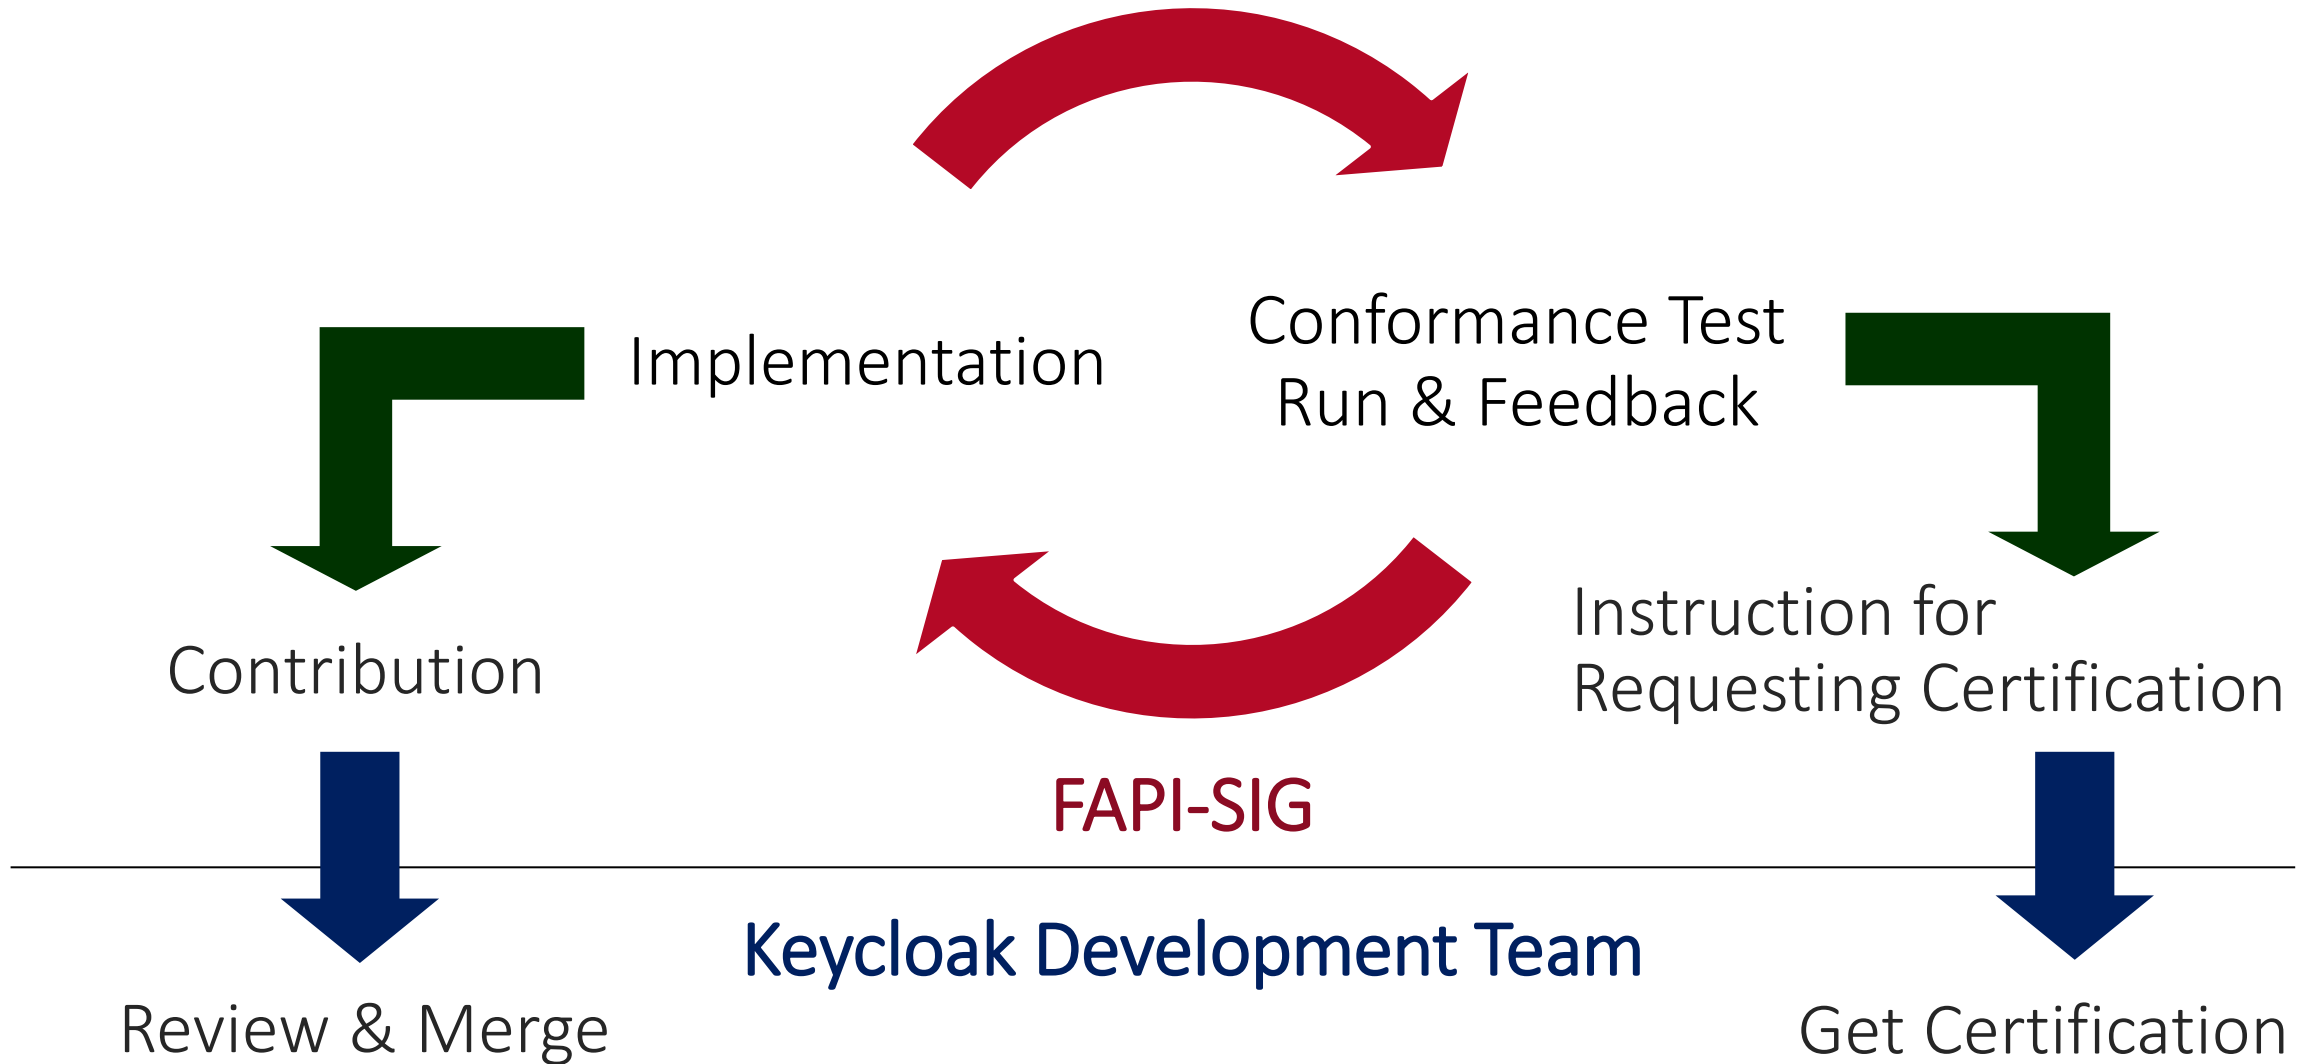 Implementation
Conformance Test
Run & Feedback
Contribution
Instruction for
Requesting Certification
FAPI-SIG
Keycloak Development Team
Review & Merge
Get Certification